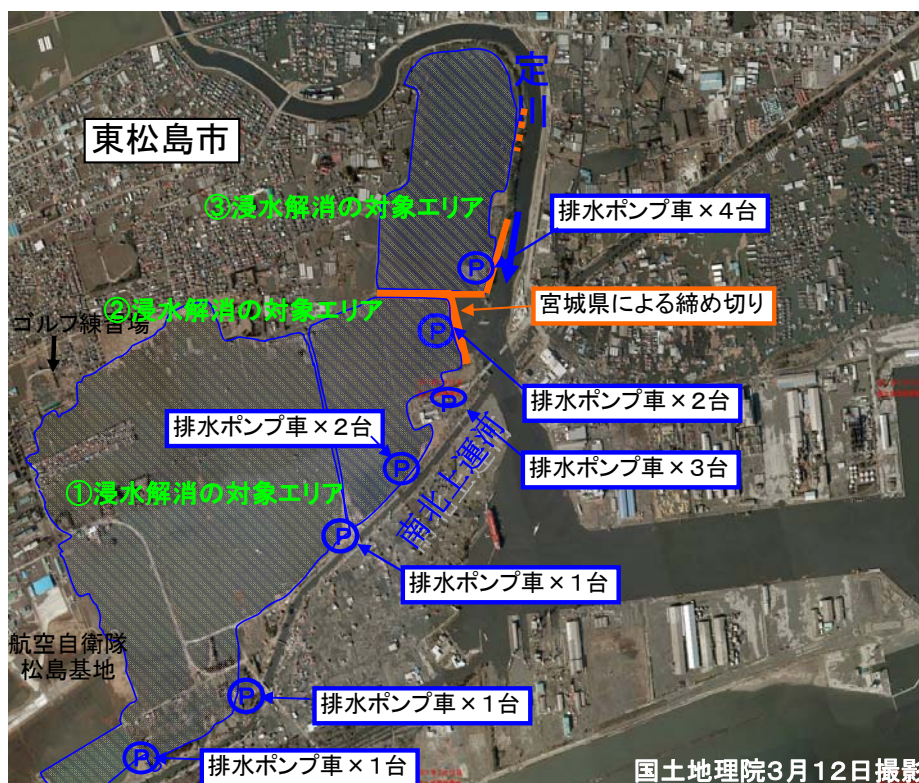 定川
東松島市
③浸水解消の対象エリア
排水ポンプ車×4台
P
宮城県による締め切り
②浸水解消の対象エリア
ゴルフ練習場
P
排水ポンプ車×2台
P
排水ポンプ車×3台
排水ポンプ車×2台
P
南北上運河
①浸水解消の対象エリア
P
排水ポンプ車×1台
航空自衛隊
松島基地
P
排水ポンプ車×1台
P
排水ポンプ車×1台
国土地理院3月12日撮影